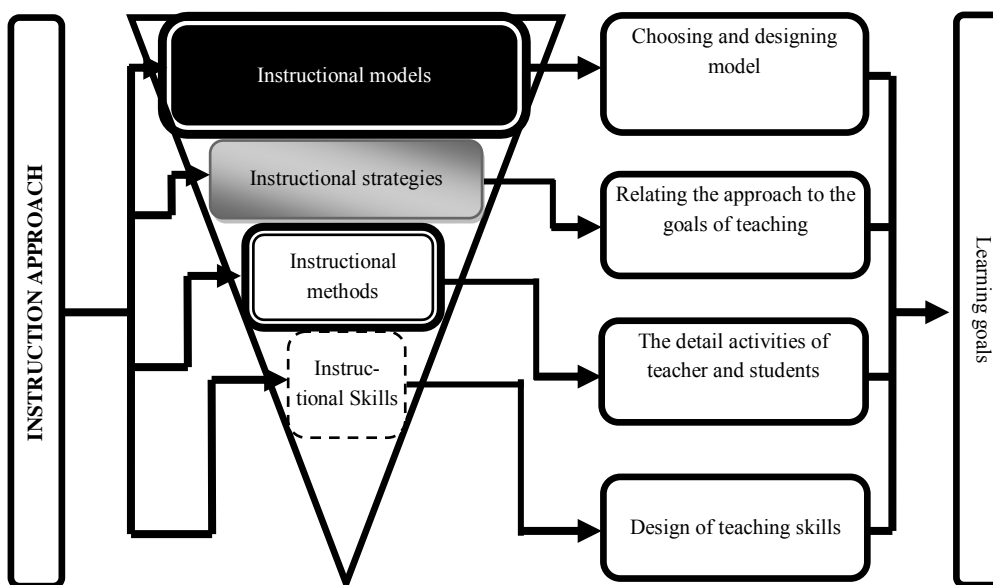 INSTRUCTION APPROACH
Instructional models
Instructional strategies
Instructional
methods
Instruc-
tional Skills
Choosing and designing
model
Relating the approach to the
goals of teaching
The detail activities of
teacher and students
Design of teaching skills
Learning goals